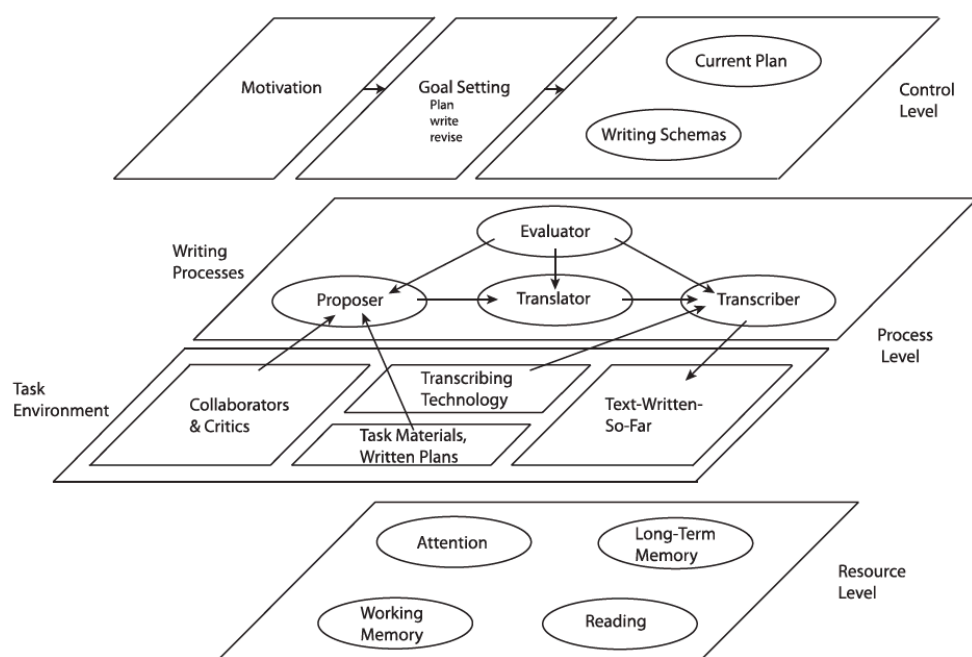 Motivation
Goal Setting
Plan
write
revise
Current Plan
Writing Schemas
Control
Level
Writing
Processes
Evaluator
Proposer
Translator
Transcriber
Process
Level
Task
Environment
Collaborators
& Critics
Transcribing
Technology
Task Materials,
Written Plans
Text-Written-
So-Far
Attention
Long-Term
Memory
Working
Memory
Reading
Resource
Level